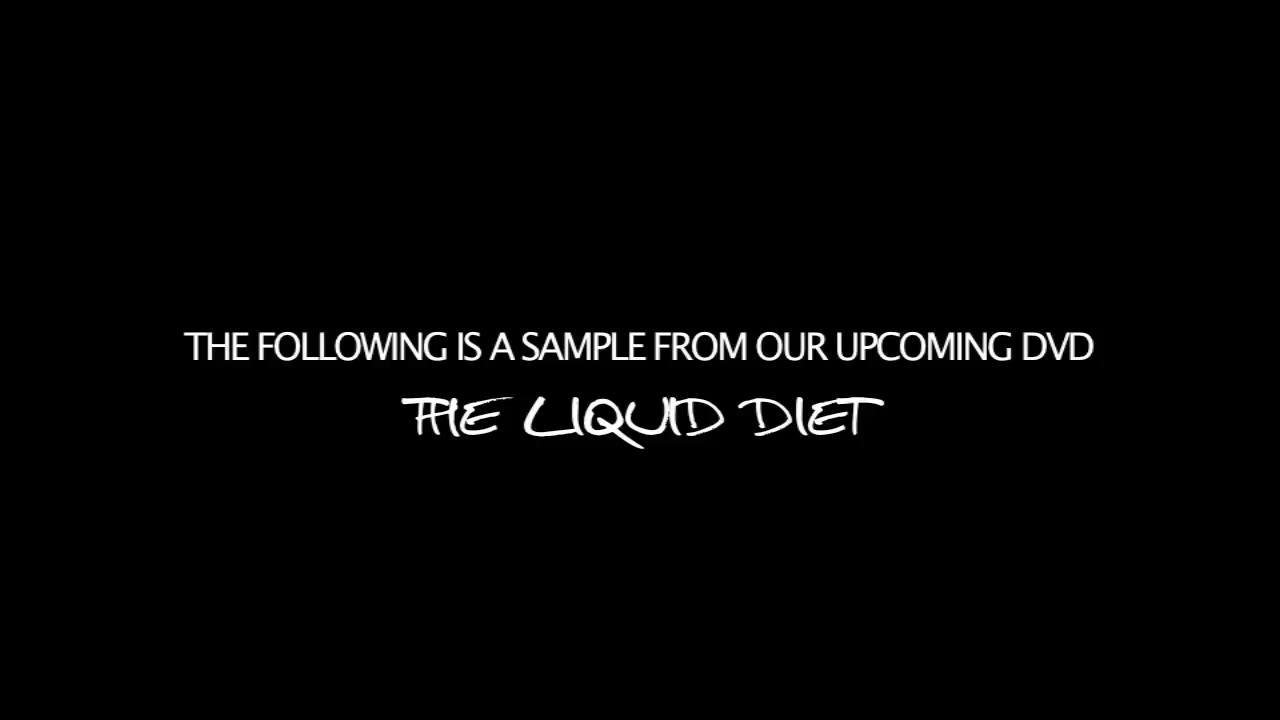 THE FOLLOWING IS A SAMPLE FROM OUR UPCOMING DVD
THE LIQUID DIET